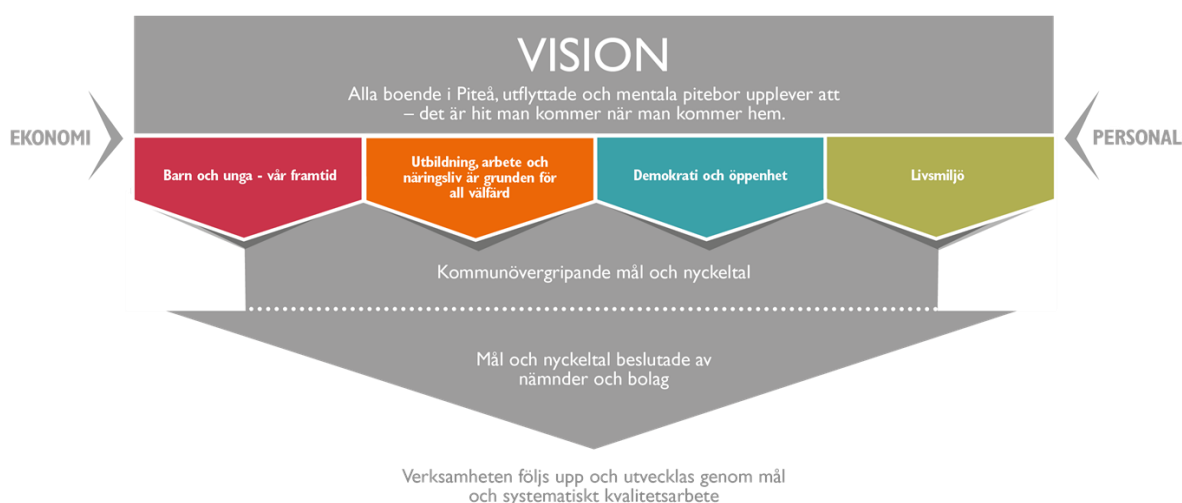 VISION
Alla boende i Piteå, utflyttade och mentala pitebor upplever att
– det är hit man kommer när man kommer hem.
EKONOMI
PERSONAL
Barn och unga - vår framtid
Utbildning, arbete och
näringsliv är grunden för
all välfärd
Demokrati och öppenhet
Livsmiljö
Kommunövergripande mål och nyckeltal
Mål och nyckeltal beslutade av
nämnder och bolag
Verksamheten följs upp och utvecklas genom mål
och systematiskt kvalitetsarbete